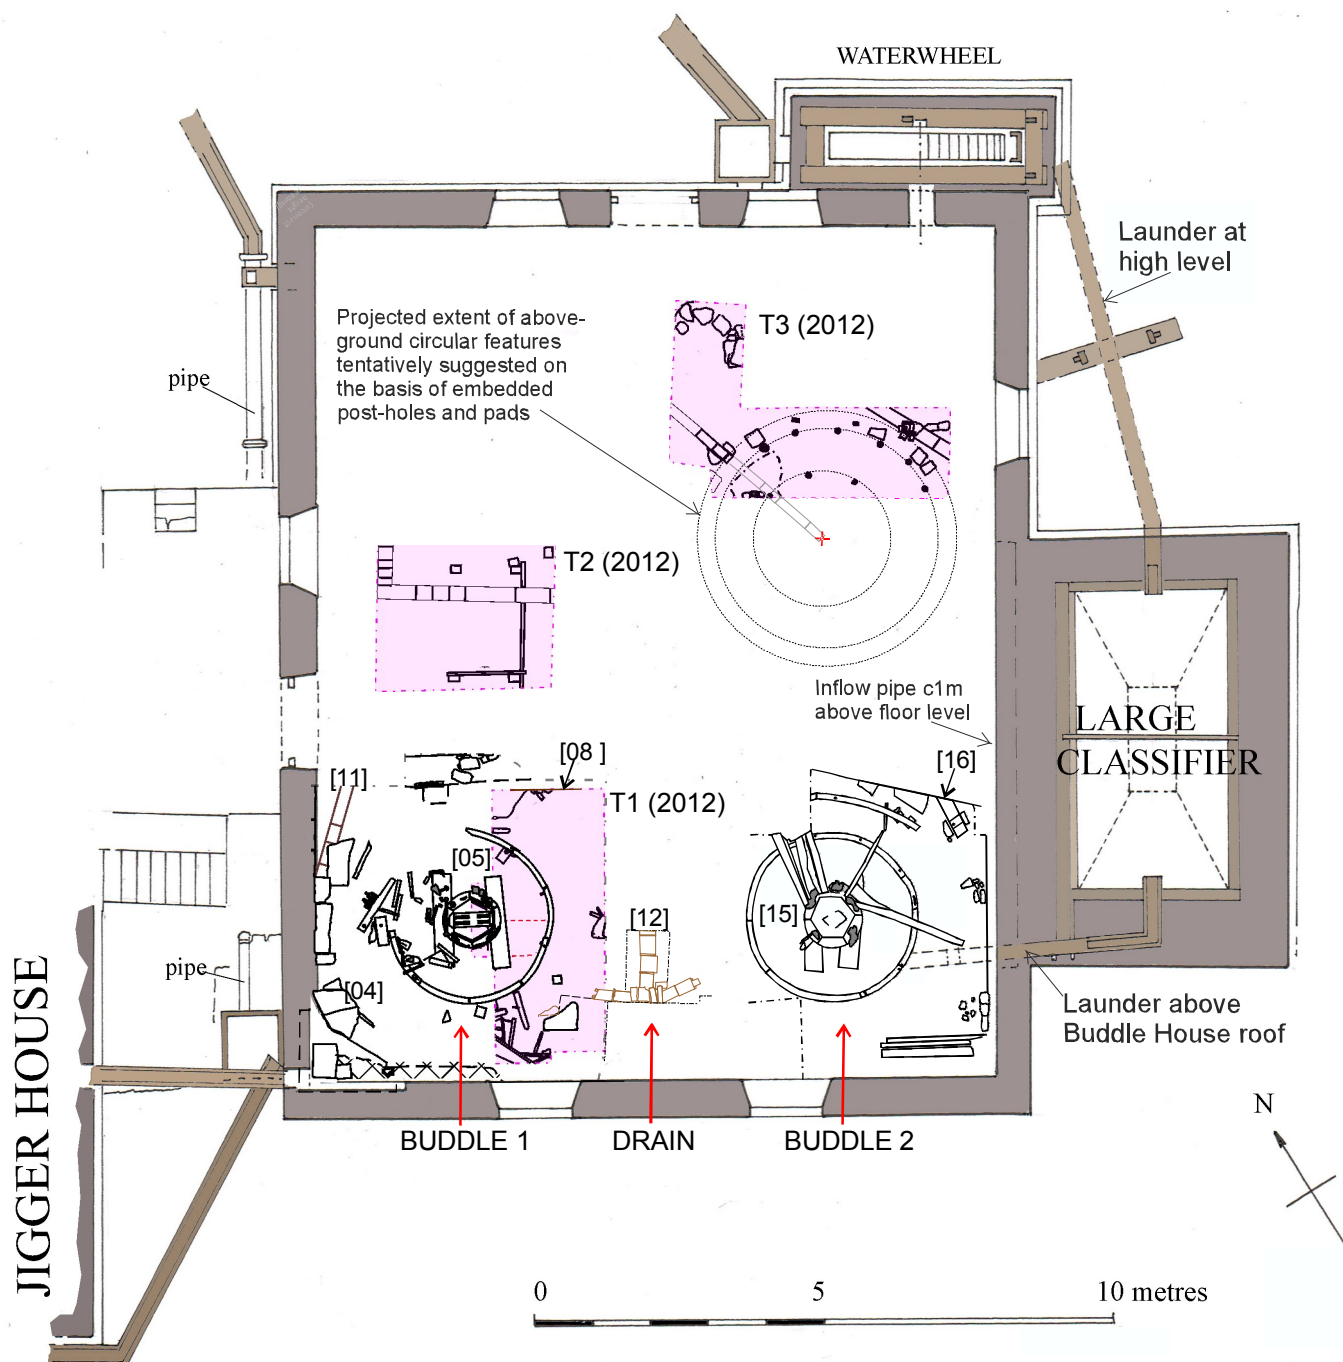 WATERWHEEL
Launder at
high level
Projected extent of above-
ground circular features
tentatively suggested on
the basis of embedded
post-holes and pads
T3 (2012)
pipe
T2 (2012)
Inflow pipe c1m
above floor level
LARGE
CLASSIFIER
[08 ]
[16]
[11]
T1 (2012)
[05]
[12]
[15]
pipe
[04]
Launder above
Buddle House roof
JIGGER HOUSE
BUDDLE 1
DRAIN
BUDDLE 2
N
0
5
10 metres